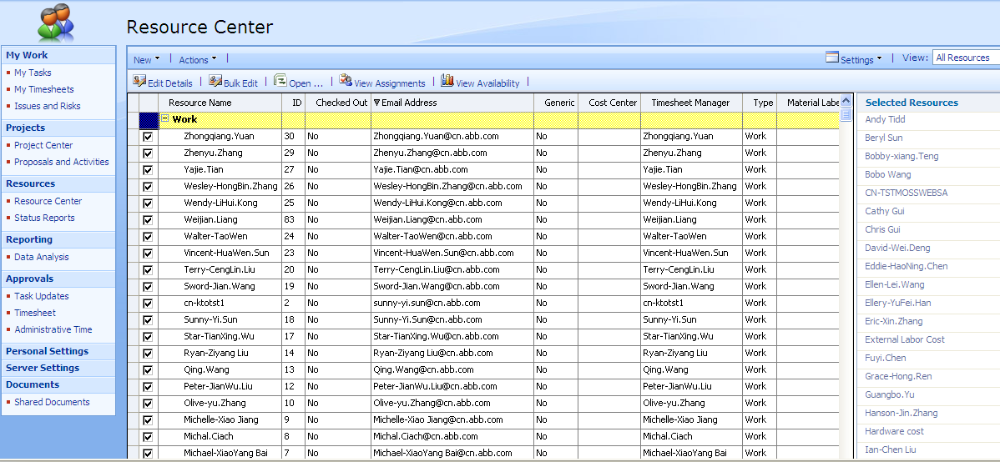 Resource Center
My Work
My Tasks
My Timesheets
Issues and Risks
Projects
Project Center
Proposals and Activities
Resources
Resource Center
Status Reports
Reporting
Data Analysis
Approvals
Task Updates
Timesheet
Administrative Time
Personal Settings
Server Settings
Documents
Shared Documents
New Actions Settings View: All Resources
Edit Details Bulk Edit Open ... View Assignments View Availability
Resource Name ID Checked Out Email Address Generic Cost Center Timesheet Manager Type Material Labe
Work
Zhongqiang.Yuan 30 No Zhongqiang.Yuan@cn.abb.com No Zhongqiang.Yuan Work
Zhenyu.Zhang 29 No Zhenyu.Zhang@cn.abb.com No Zhenyu.Zhang Work
Yajie.Tian 27 No Yajie.Tian@cn.abb.com No Yajie.Tian Work
Wesley-HongBin.Zhang 26 No Wesley-HongBin.Zhang@cn.abb.com No Wesley-HongBin.Zhang Work
Wendy-LiHui.Kong 25 No Wendy-LiHui.Kong@cn.abb.com No Wendy-LiHui.Kong Work
Weijian.Liang 83 No Weijian.Liang@cn.abb.com No Weijian.Liang Work
Walter-TaoWen 24 No Walter-TaoWen@cn.abb.com No Walter-TaoWen Work
Vincent-HuaWen.Sun 23 No Vincent-HuaWen.Sun@cn.abb.com No Vincent-HuaWen.Sun Work
Terry-CengLin.Liu 20 No Terry-CengLin.Liu@cn.abb.com No Terry-CengLin.Liu Work
Sword-Jian.Wang 19 No Sword-Jian.Wang@cn.abb.com No Sword-Jian.Wang Work
cn-ktotst1 2 No sunny-yi.sun@cn.abb.com No cn-ktotst1 Work
Sunny-Yi.Sun 18 No Sunny-Yi.Sun@cn.abb.com No Sunny-Yi.Sun Work
Star-TianXing.Wu 17 No Star-TianXing.Wu@cn.abb.com No Star-TianXing.Wu Work
Ryan-Ziyang Liu 14 No Ryan-Ziyang Liu@cn.abb.com No Ryan-Ziyang Liu Work
Qing.Wang 13 No Qing.Wang@cn.abb.com No Qing.Wang Work
Peter-JianWu.Liu 12 No Peter-JianWu.Liu@cn.abb.com No Peter-JianWu.Liu Work
Olive-yu.Zhang 10 No Olive-yu.Zhang@cn.abb.com No Olive-yu.Zhang Work
Michelle-Xiao Jiang 9 No Michelle-Xiao Jiang@cn.abb.com No Michelle-Xiao Jiang Work
Michal.Ciach 8 No Michal.Ciach@cn.abb.com No Michal.Ciach Work
Michael-XiaoYang Bai 7 No Michael-XiaoYang Bai@cn.abb.com No Michael-XiaoYang Bai Work
Selected Resources
Andy Tidd
Beryl Sun
Bobby-xiang.Teng
Bobo Wang
CN-TSTMOSSWEBSA
Cathy Gui
Chris Gui
David-Wei.Deng
Eddie-HaoNing.Chen
Ellen-Lei.Wang
Ellery-YuFei.Han
Eric-Xin.Zhang
External Labor Cost
Fuyi.Chen
Grace-Hong.Ren
Guangbo.Yu
Hanson-Jin.Zhang
Hardware cost
Ian-Chen Liu